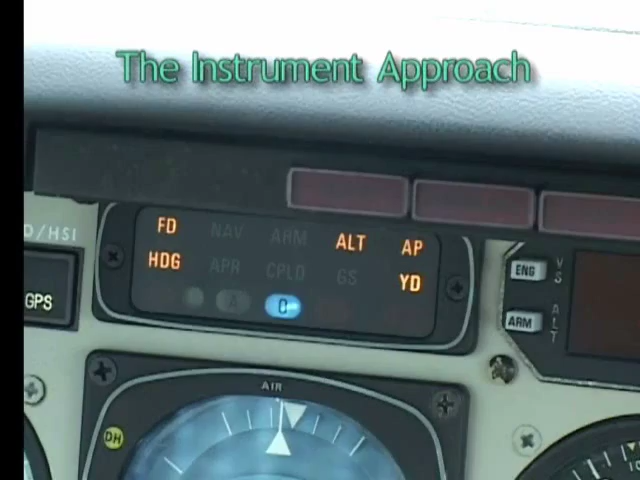 The Instrument Approach
D/HSI
FD NAV ARM ALT AP
HDG APR CPLD GS YD
A O
GPS
ENG VS
ARM ALT
AIR
DH